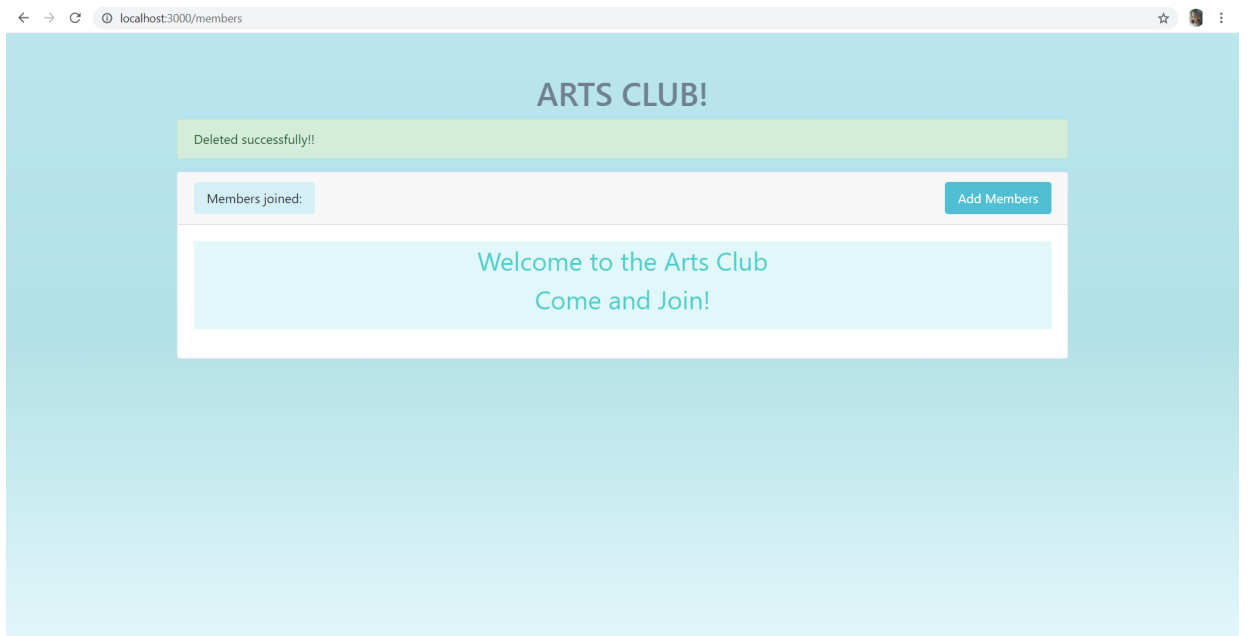 localhost:3000/members
ARTS CLUB!
Deleted successfully!!
Members joined:
Add Members
Welcome to the Arts Club
Come and Join!